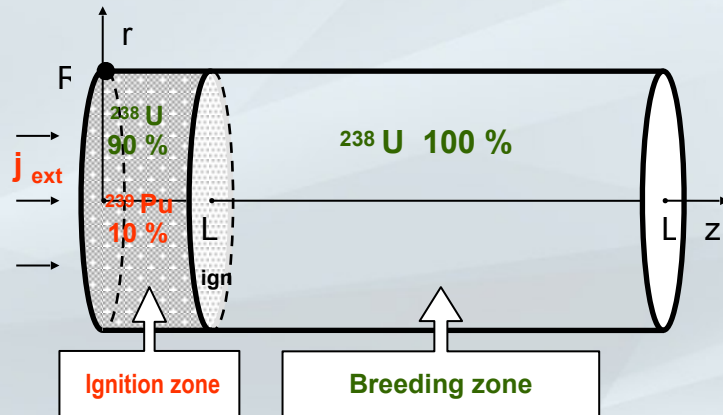 r
R
238 U
90 %
238 U 100 %
j ext
239 Pu
10 %
L
ign
L
z
Ignition zone
Breeding zone